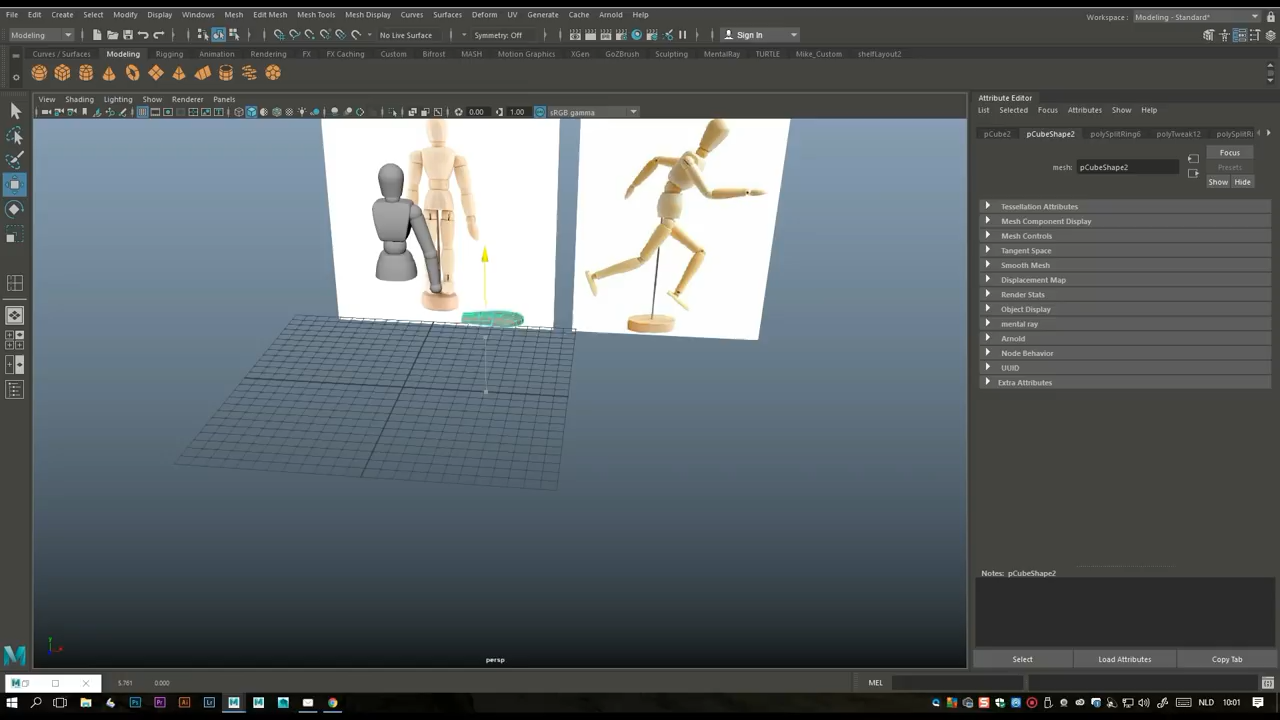 File Edit Create Select Modify Display Windows Mesh Edit Mesh Mesh Tools Mesh Display Curves Surfaces Deform UV Generate Cache Arnold Help
Workspace : Modeling - Standard*
Modeling No Live Surface Symmetry: Off Sign In
Curves / Surfaces Modeling Rigging Animation Rendering FX FX Caching Custom Bifrost MASH Motion Graphics XGen GoZBrush Sculpting MentalRay TURTLE Mike_Custom shelfLayout2
View Shading Lighting Show Renderer Panels
0.00 1.00 sRGB gamma
Attribute Editor
List Selected Focus Attributes Show Help
pCube2 pCubeShape2 polySplitRing6 polyTweak12 polySplitRi
Focus
mesh: pCubeShape2
Presets
Show Hide
Tessellation Attributes
Mesh Component Display
Mesh Controls
Tangent Space
Smooth Mesh
Displacement Map
Render Stats
Object Display
mental ray
Arnold
Node Behavior
UUID
Extra Attributes
Notes: pCubeShape2
persp
Select Load Attributes Copy Tab
5.761 0.000 MEL
NLD 10:01